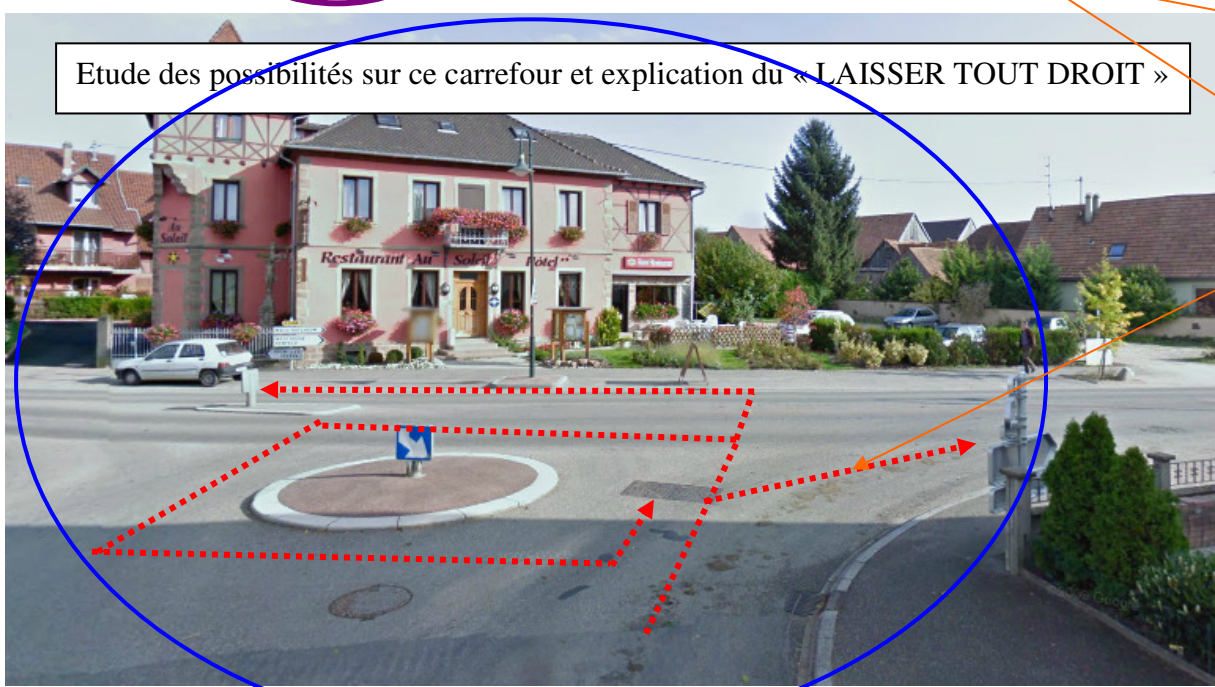 Etude des possibilités sur ce carrefour et explication du « LAISSER TOUT DROIT »
Au
Soleil
Restaurant Au Soleil Hôtel